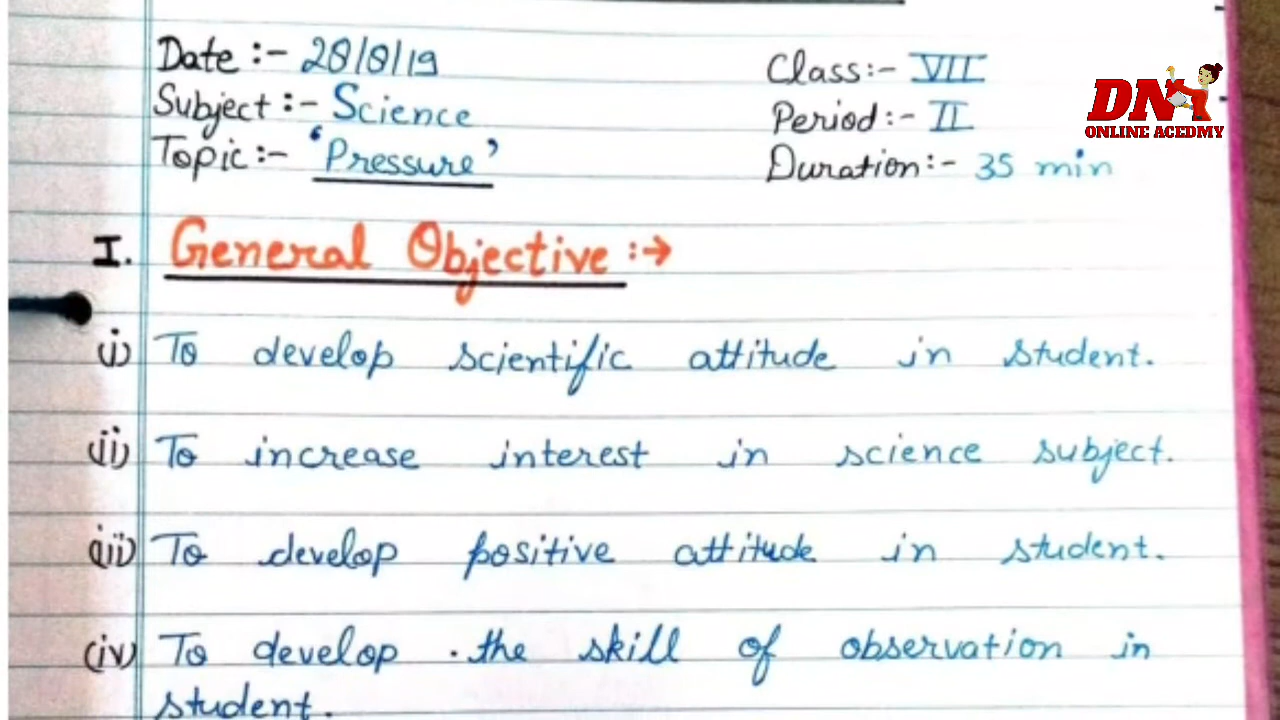 Date :- 28/8/19
Subject :- Science
Topic :- 'Pressure'
Class:- VII
Period :- II
Duration:- 35 min
DN
ONLINE ACEDMY
I. General Objective :→
(i) To develop scientific attitude in student.
(ii) To increase interest in science subject.
(iii) To develop positive attitude in student.
(iv) To develop the skill of observation in
student.